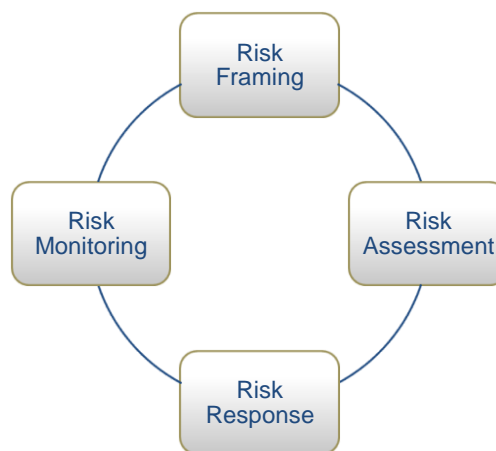 Risk
Framing
Risk
Monitoring
Risk
Assessment
Risk
Response